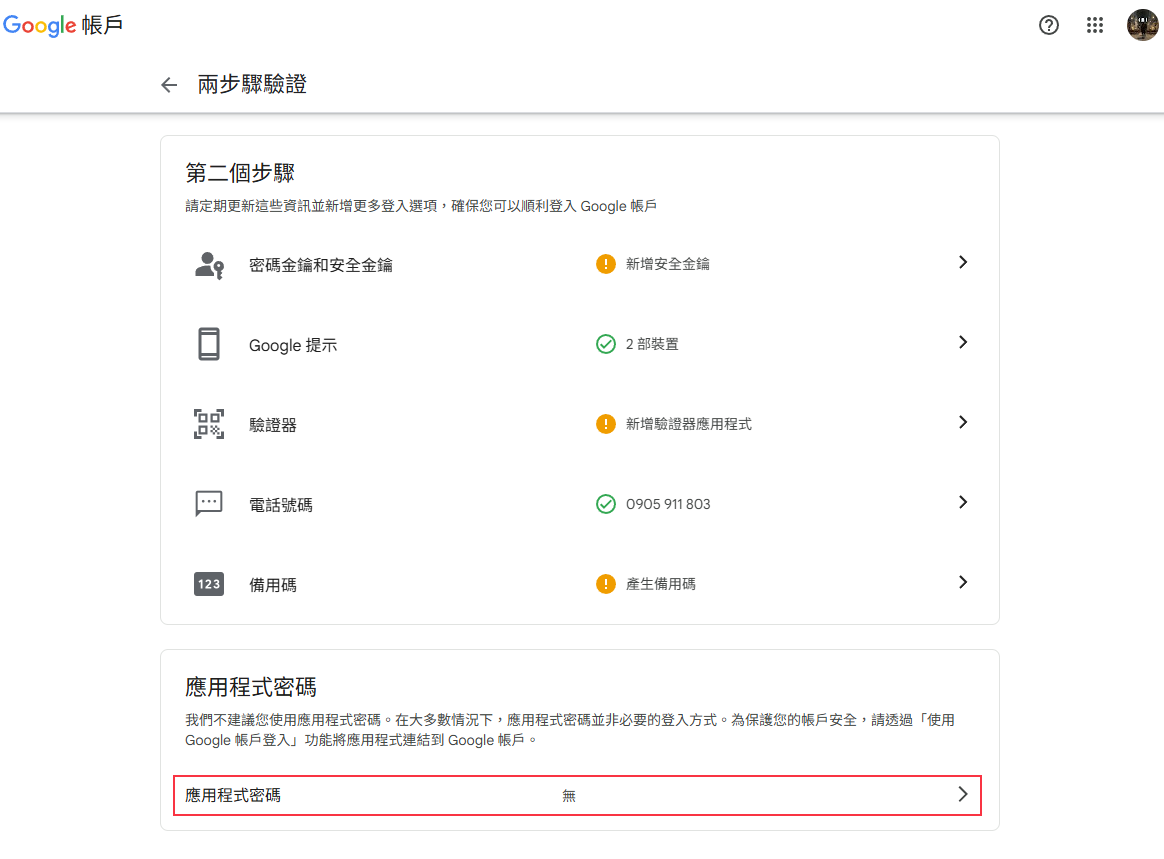 Google 帳戶
兩步驟驗證
第二個步驟
請定期更新這些資訊並新增更多登入選項，確保您可以順利登入 Google 帳戶
密碼金鑰和安全金鑰 新增安全金鑰
Google 提示 2 部裝置
驗證器 新增驗證器應用程式
電話號碼 0905 911 803
123 備用碼 產生備用碼
應用程式密碼
我們不建議您使用應用程式密碼。在大多數情況下，應用程式密碼並非必要的登入方式。為保護您的帳戶安全，請透過「使用
Google 帳戶登入」功能將應用程式連結到 Google 帳戶。
應用程式密碼 無